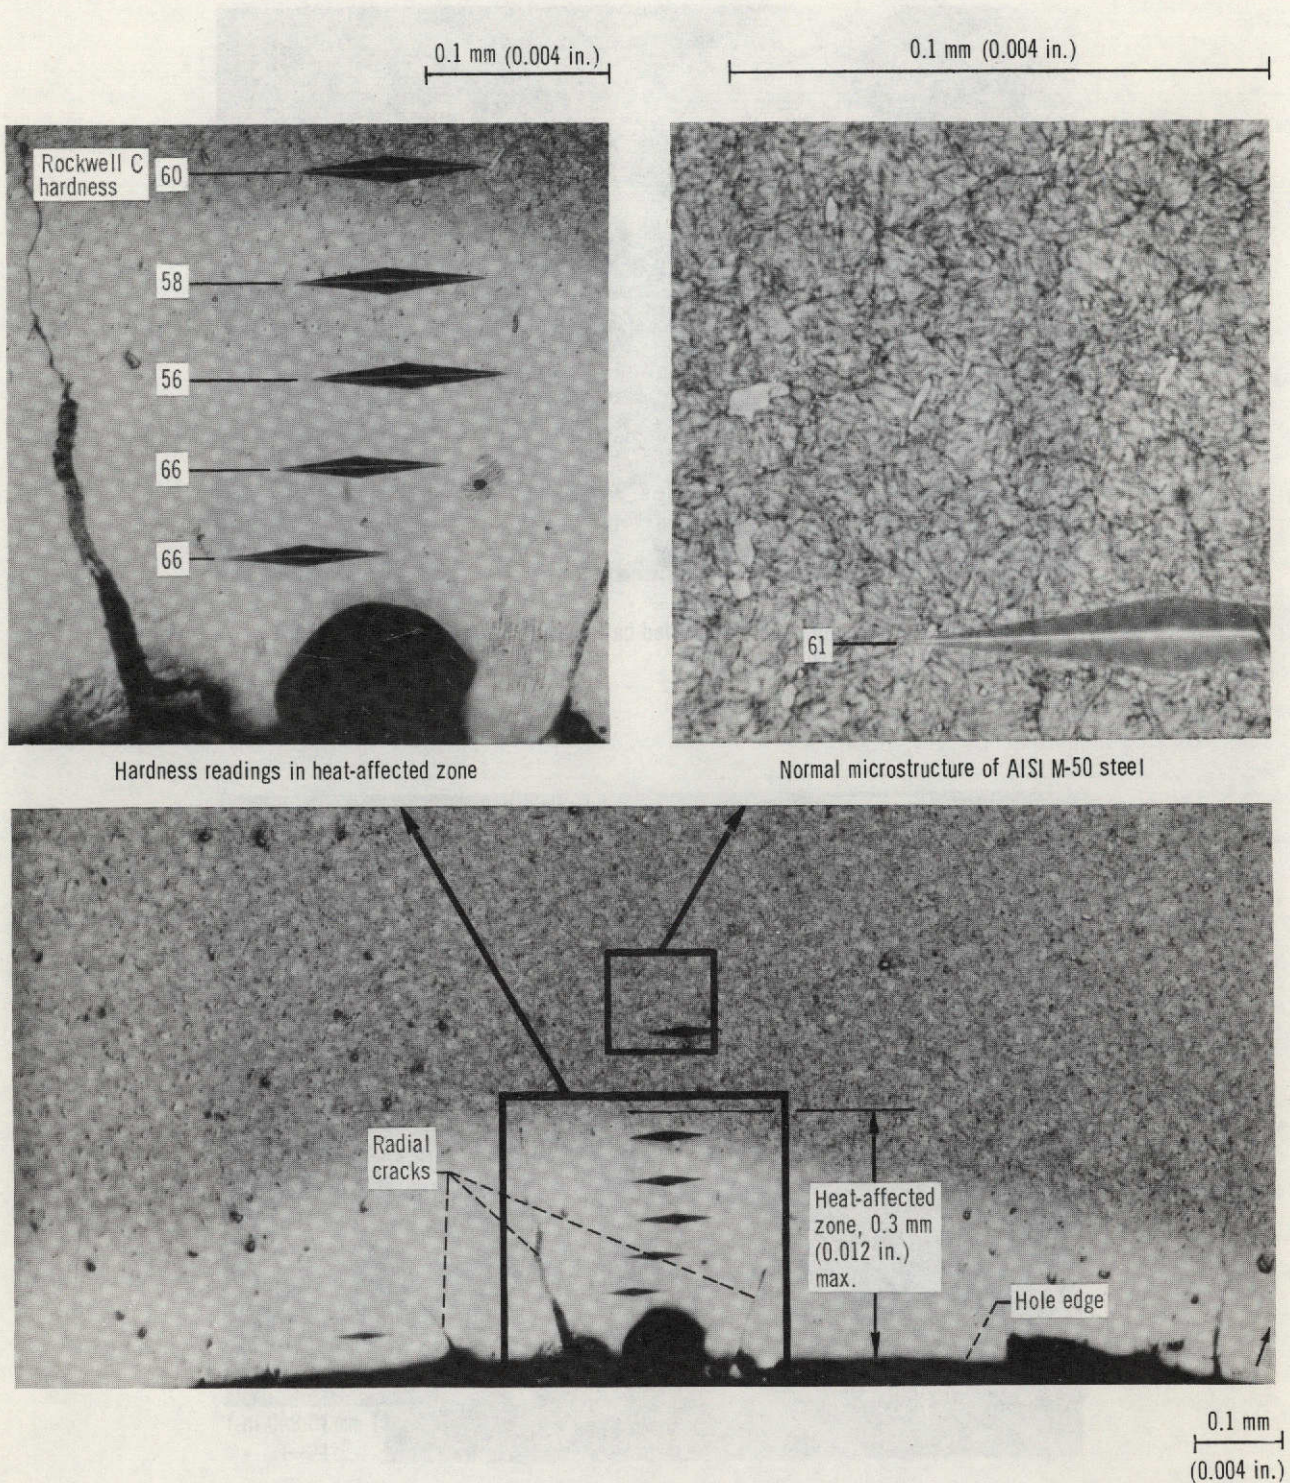 0.1 mm (0.004 in.)
0.1 mm (0.004 in.)
Rockwell C
hardness
60
58
56
66
66
61
Hardness readings in heat-affected zone
Normal microstructure of AISI M-50 steel
Radial
cracks
Heat-affected
zone, 0.3 mm
(0.012 in.)
max.
Hole edge
0.1 mm
(0.004 in.)